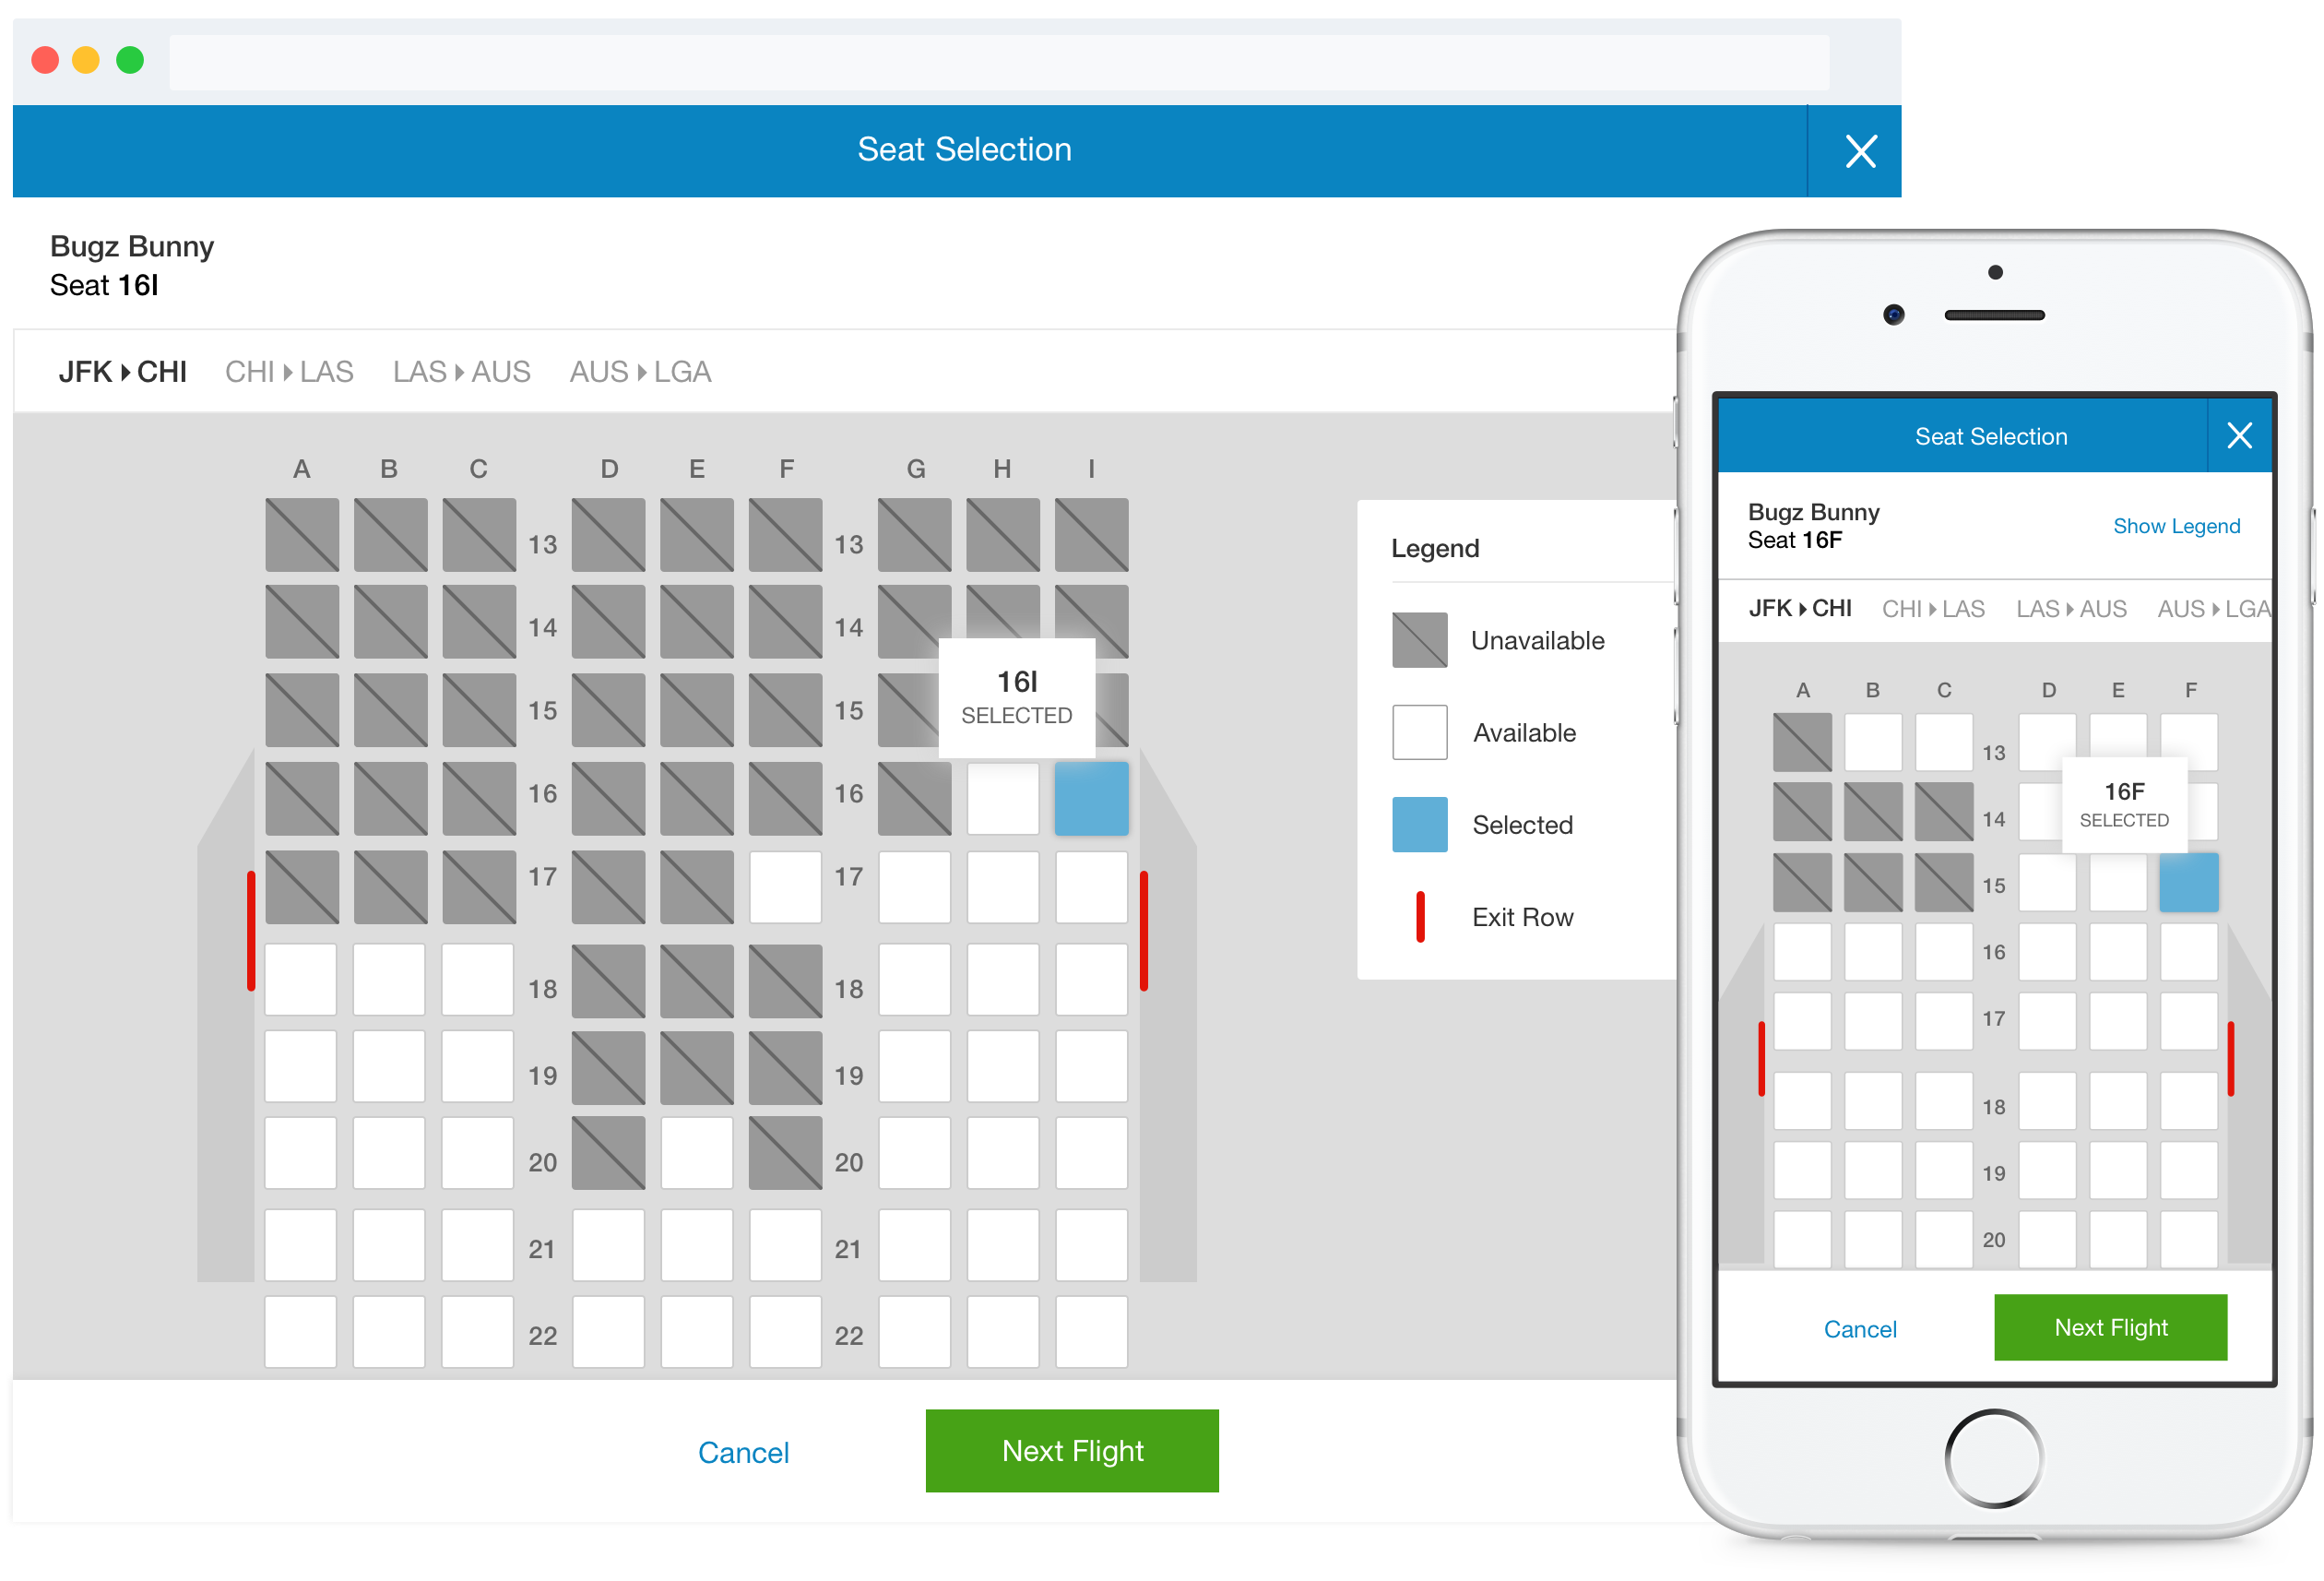 Seat Selection
Bugz Bunny
Seat 16I
JFK CHI CHI LAS LAS AUS AUS LGA
A B C D E F G H I
13 13
14 14
16I
SELECTED
15 15
16 16
17 17
18 18
19 19
20 20
21 21
22 22
Legend
Unavailable
Available
Selected
Exit Row
Cancel Next Flight
Seat Selection
Bugz Bunny
Seat 16F
Show Legend
JFK CHI CHI LAS LAS AUS AUS LGA
A B C D E F
13
16F
SELECTED
14
15
16
17
18
19
20
Cancel Next Flight